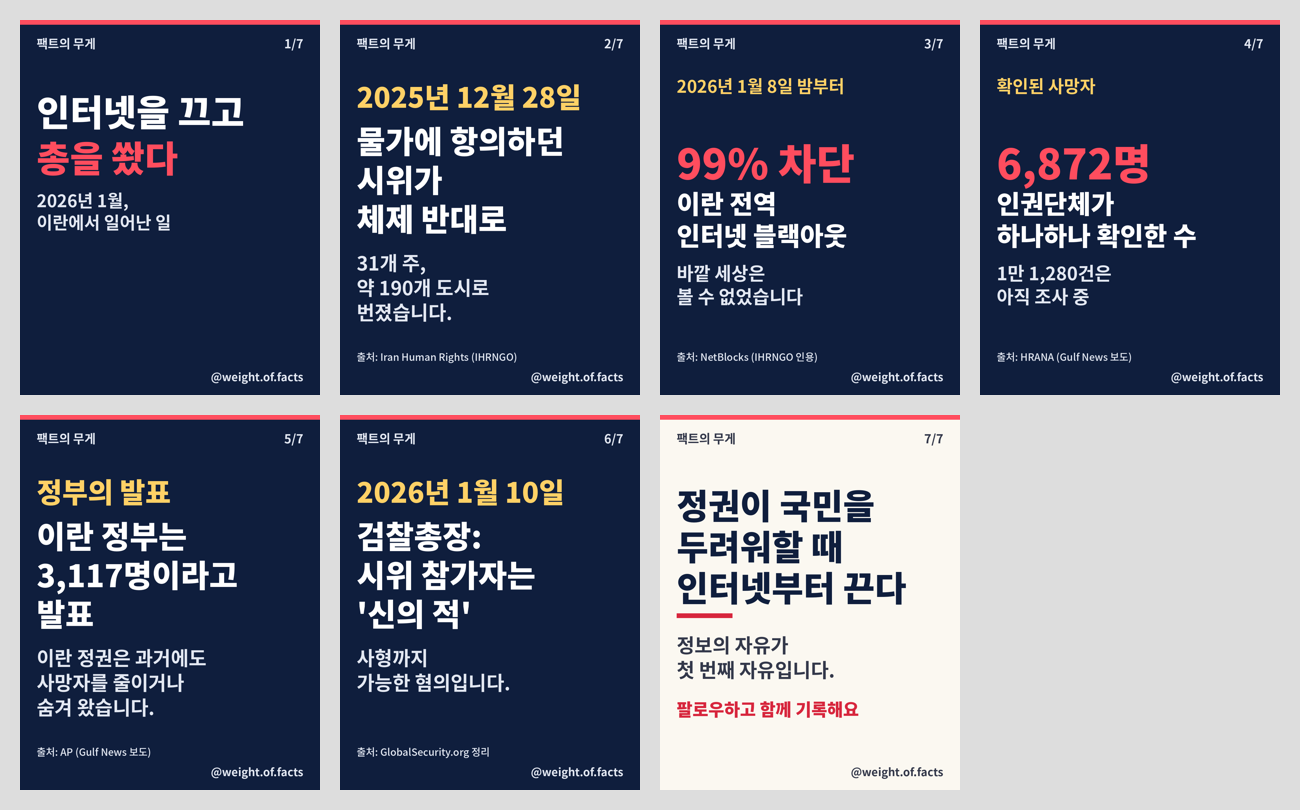 팩트의 무게
1/7
인터넷을 끄고
총을 쐈다
2026년 1월,
이란에서 일어난 일
@weight.of.facts
팩트의 무게
2/7
2025년 12월 28일
물가에 항의하던
시위가
체제 반대로
31개 주,
약 190개 도시로
번졌습니다.
출처: Iran Human Rights (IHRNGO)
@weight.of.facts
팩트의 무게
3/7
2026년 1월 8일 밤부터
99% 차단
이란 전역
인터넷 블랙아웃
바깥 세상은
볼 수 없었습니다
출처: NetBlocks (IHRNGO 인용)
@weight.of.facts
팩트의 무게
4/7
확인된 사망자
6,872명
인권단체가
하나하나 확인한 수
1만 1,280건은
아직 조사 중
출처: HRANA (Gulf News 보도)
@weight.of.facts
팩트의 무게
5/7
정부의 발표
이란 정부는
3,117명이라고
발표
이란 정권은 과거에도
사망자를 줄이거나
숨겨 왔습니다.
출처: AP (Gulf News 보도)
@weight.of.facts
팩트의 무게
6/7
2026년 1월 10일
검찰총장:
시위 참가자는
'신의 적'
사형까지
가능한 혐의입니다.
출처: GlobalSecurity.org 정리
@weight.of.facts
팩트의 무게
7/7
정권이 국민을
두려워할 때
인터넷부터 끈다
정보의 자유가
첫 번째 자유입니다.
팔로우하고 함께 기록해요
@weight.of.facts